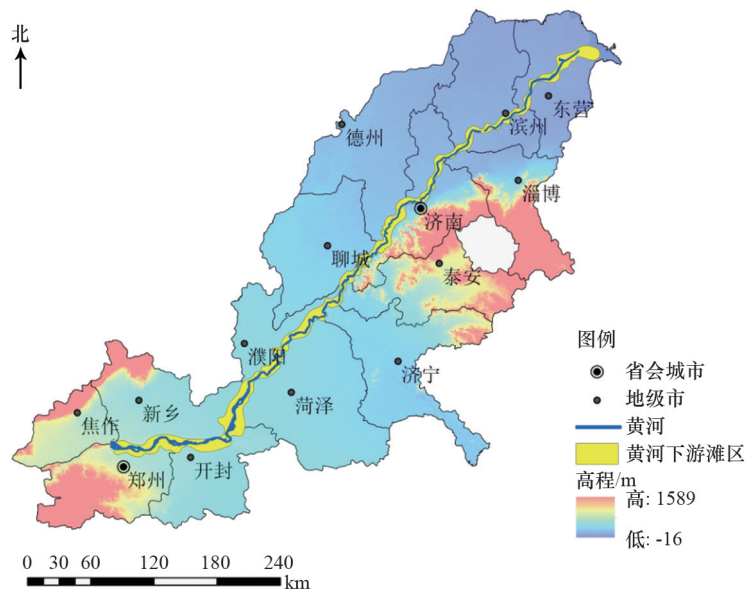 北
德州
滨州
东营
淄博
济南
聊城
泰安
濮阳
济宁
菏泽
新乡
焦作
开封
郑州
图例
省会城市
地级市
黄河
黄河下游滩区
高程/m
高: 1589
低: -16
0 30 60 120 180 240
km